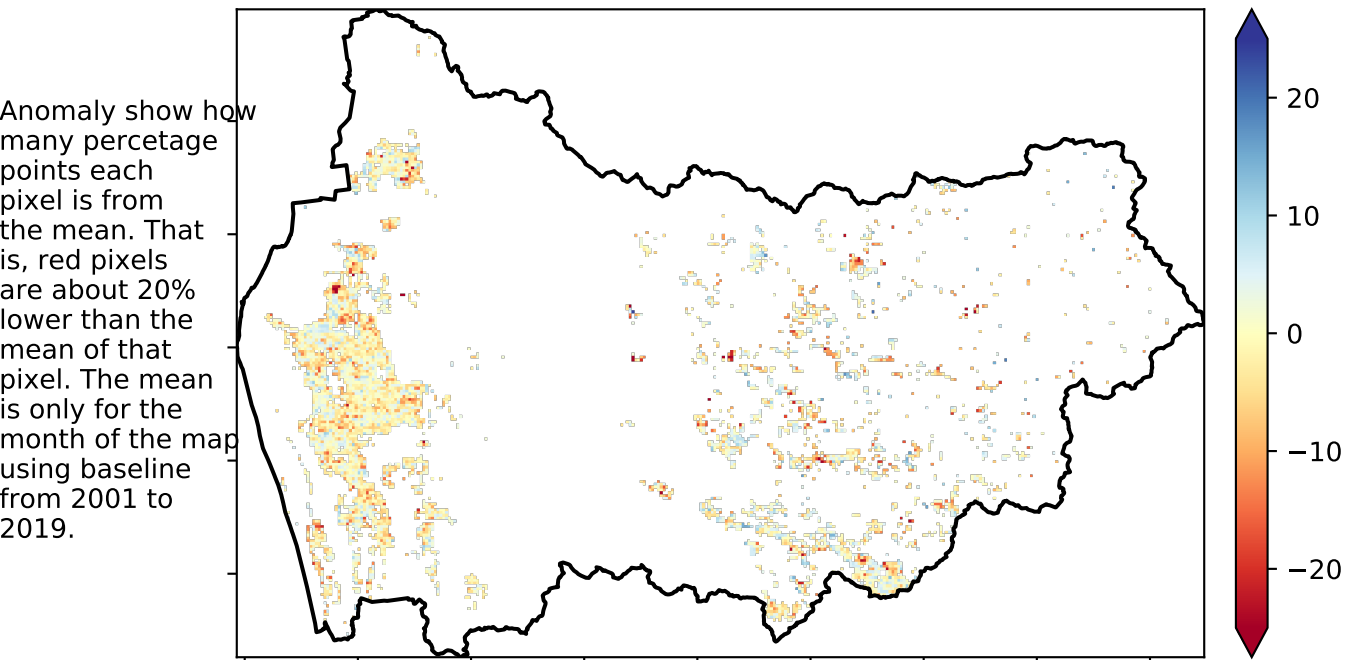 Anomaly show how
many percetage
points each
pixel is from
the mean. That
is, red pixels
are about 20%
lower than the
mean of that
pixel. The mean
is only for the
month of the map
using baseline
from 2001 to
2019.
20
10
0
−10
−20